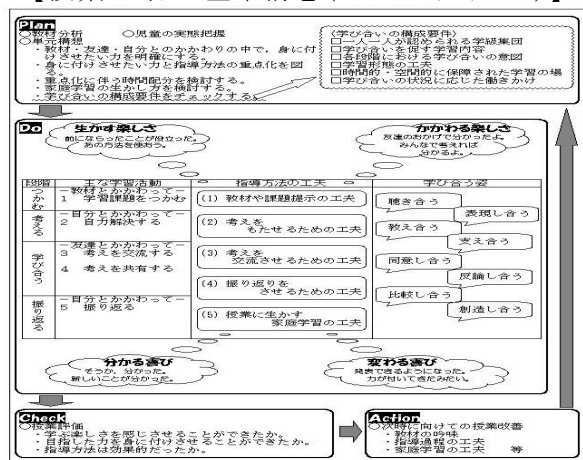 Plan
○教材分析　　○児童の実態把握
○単元構想
・教材・友達・自分とのかかわりの中で，身に付けさせたい力を明確にする。
・身に付けさせたい力と指導方法の重点化を図る。
・重点化に伴う時間配分を検討する。
・家庭学習の生かし方を検討する。
・学び合いの構成要件をチェックする。
〈学び合いの構成要件〉
□一人一人が認められる学級集団
□学び合いを促す学習内容
□各段階における学び合いの意図
□学習形態の工夫
□時間的・空間的に保障された学習の場
□学び合いの状況に応じた働きかけ
Do
生かす楽しさ
前にならったことが役立った。
あの方法を使おう。
かかわる楽しさ
友達のおかげで分かったよ。
みんなで考えれば
分かるよ。
段階
主な学習活動
指導方法の工夫
学び合う姿
つかむ
－教材とかかわって－
1　学習課題をつかむ
考える
－自分とかかわって－
2　自力解決する
学び合う
－友達とかかわって－
3　考えを交流する
4　考えを共有する
振り返る
－自分とかかわって－
5　振り返る
(1) 教材や課題提示の工夫
(2) 考えを
もたせるための工夫
(3) 考えを
交流させるための工夫
(4) 振り返りを
させるための工夫
(5) 授業に生かす
家庭学習の工夫
聴き合う
表現し合う
教え合う
支え合う
同意し合う
反論し合う
比較し合う
創造し合う
分かる喜び
そうか，分かった。
新しいことが分かった。
変わる喜び
発表できるようになった。
力が付いてきたみたい。
Check
○授業評価
・学ぶ楽しさを感じさせることができたか。
・目指した力を身に付けさせることができたか。
・指導方法は効果的だったか。
Action
○次時に向けての授業改善
・教材の吟味
・指導過程の工夫
・家庭学習の工夫　　等